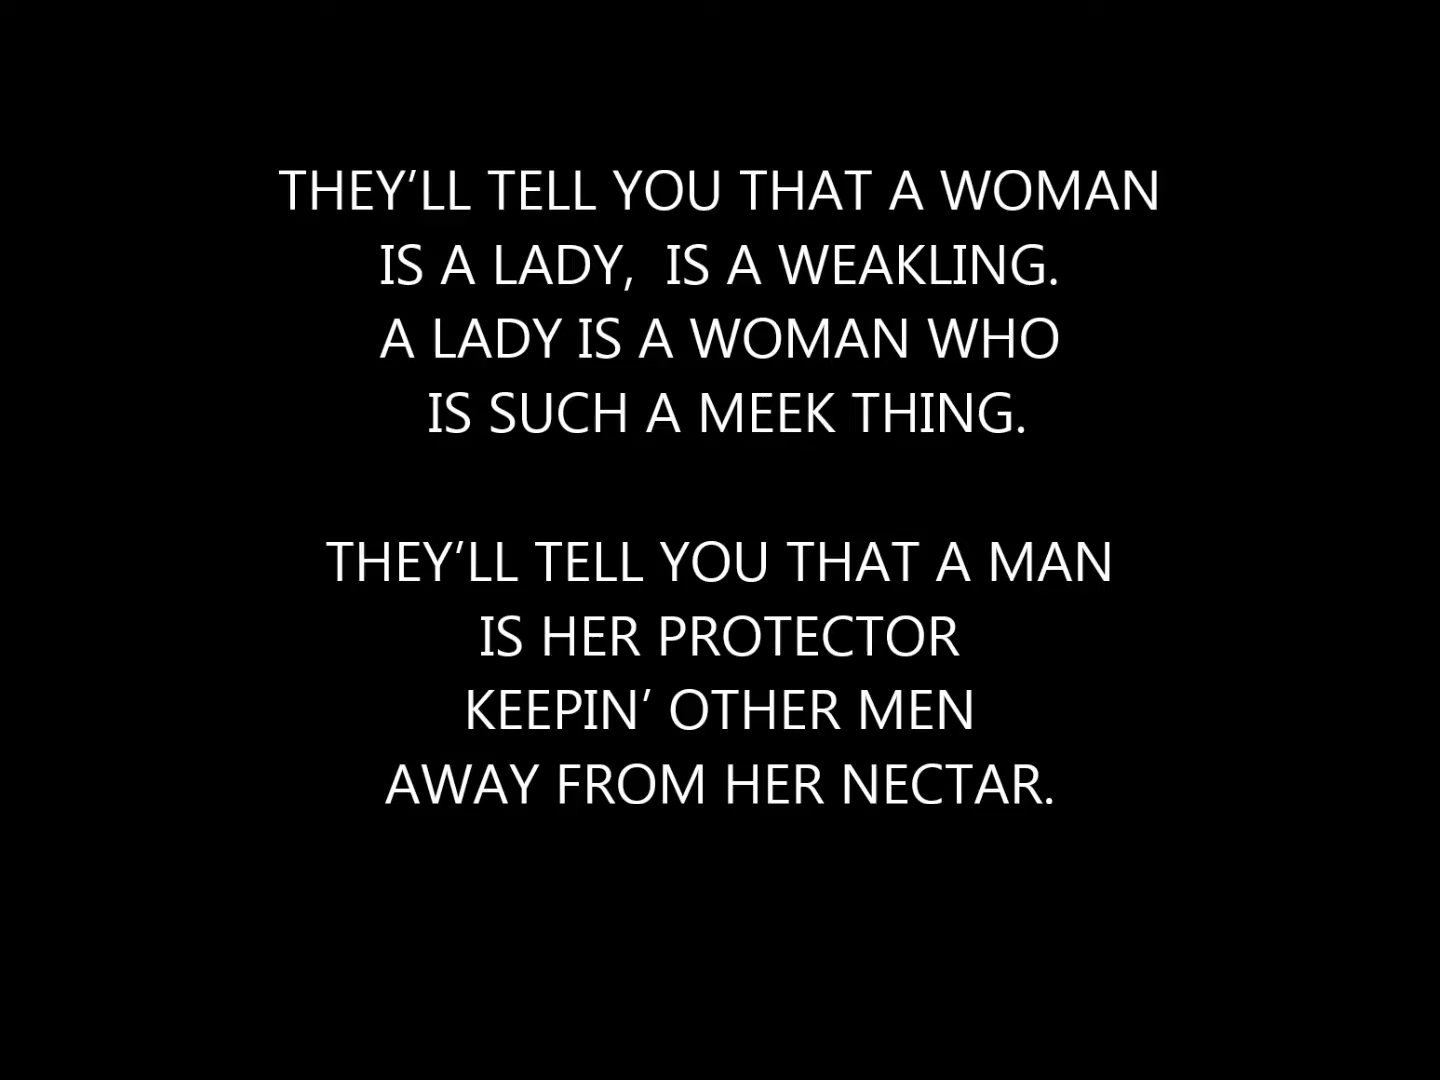 THEY’LL TELL YOU THAT A WOMAN
IS A LADY,  IS A WEAKLING.
A LADY IS A WOMAN WHO
IS SUCH A MEEK THING.
THEY’LL TELL YOU THAT A MAN
IS HER PROTECTOR
KEEPIN’ OTHER MEN
AWAY FROM HER NECTAR.